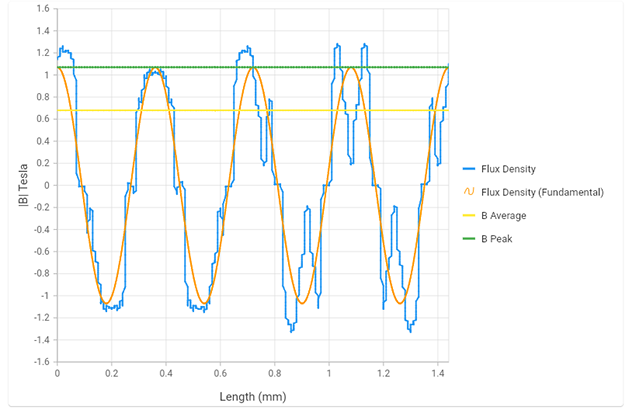 1.6
1.4
1.2
1
0.8
0.6
0.4
0.2
0
-0.2
-0.4
-0.6
-0.8
-1
-1.2
-1.4
-1.6
|B| Tesla
0 0.2 0.4 0.6 0.8 1 1.2 1.4
Length (mm)
Flux Density
Flux Density (Fundamental)
B Average
B Peak